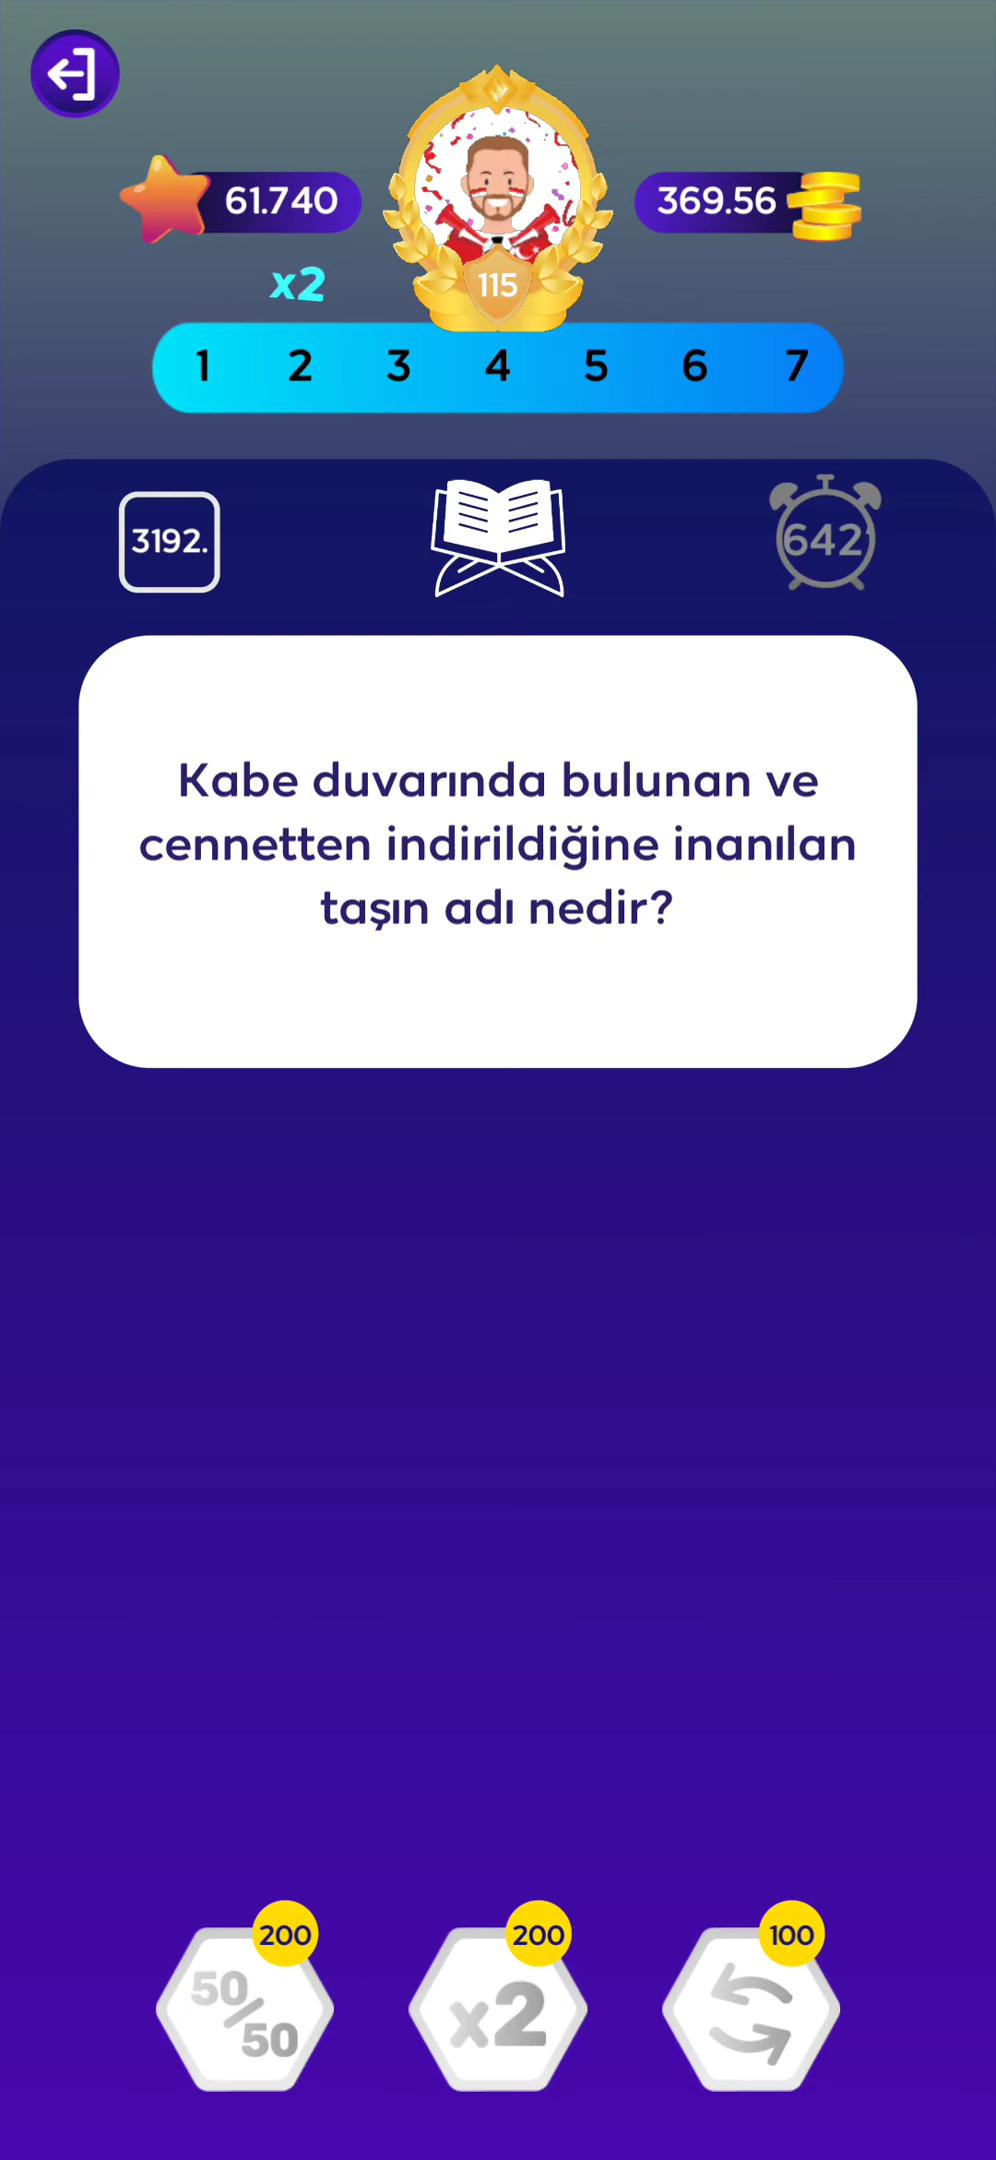 61.740
369.56
x2
115
1 2 3 4 5 6 7
3192.
642
Kabe duvarında bulunan ve
cennetten indirildiğine inanılan
taşın adı nedir?
200
200
100
50/50
x2